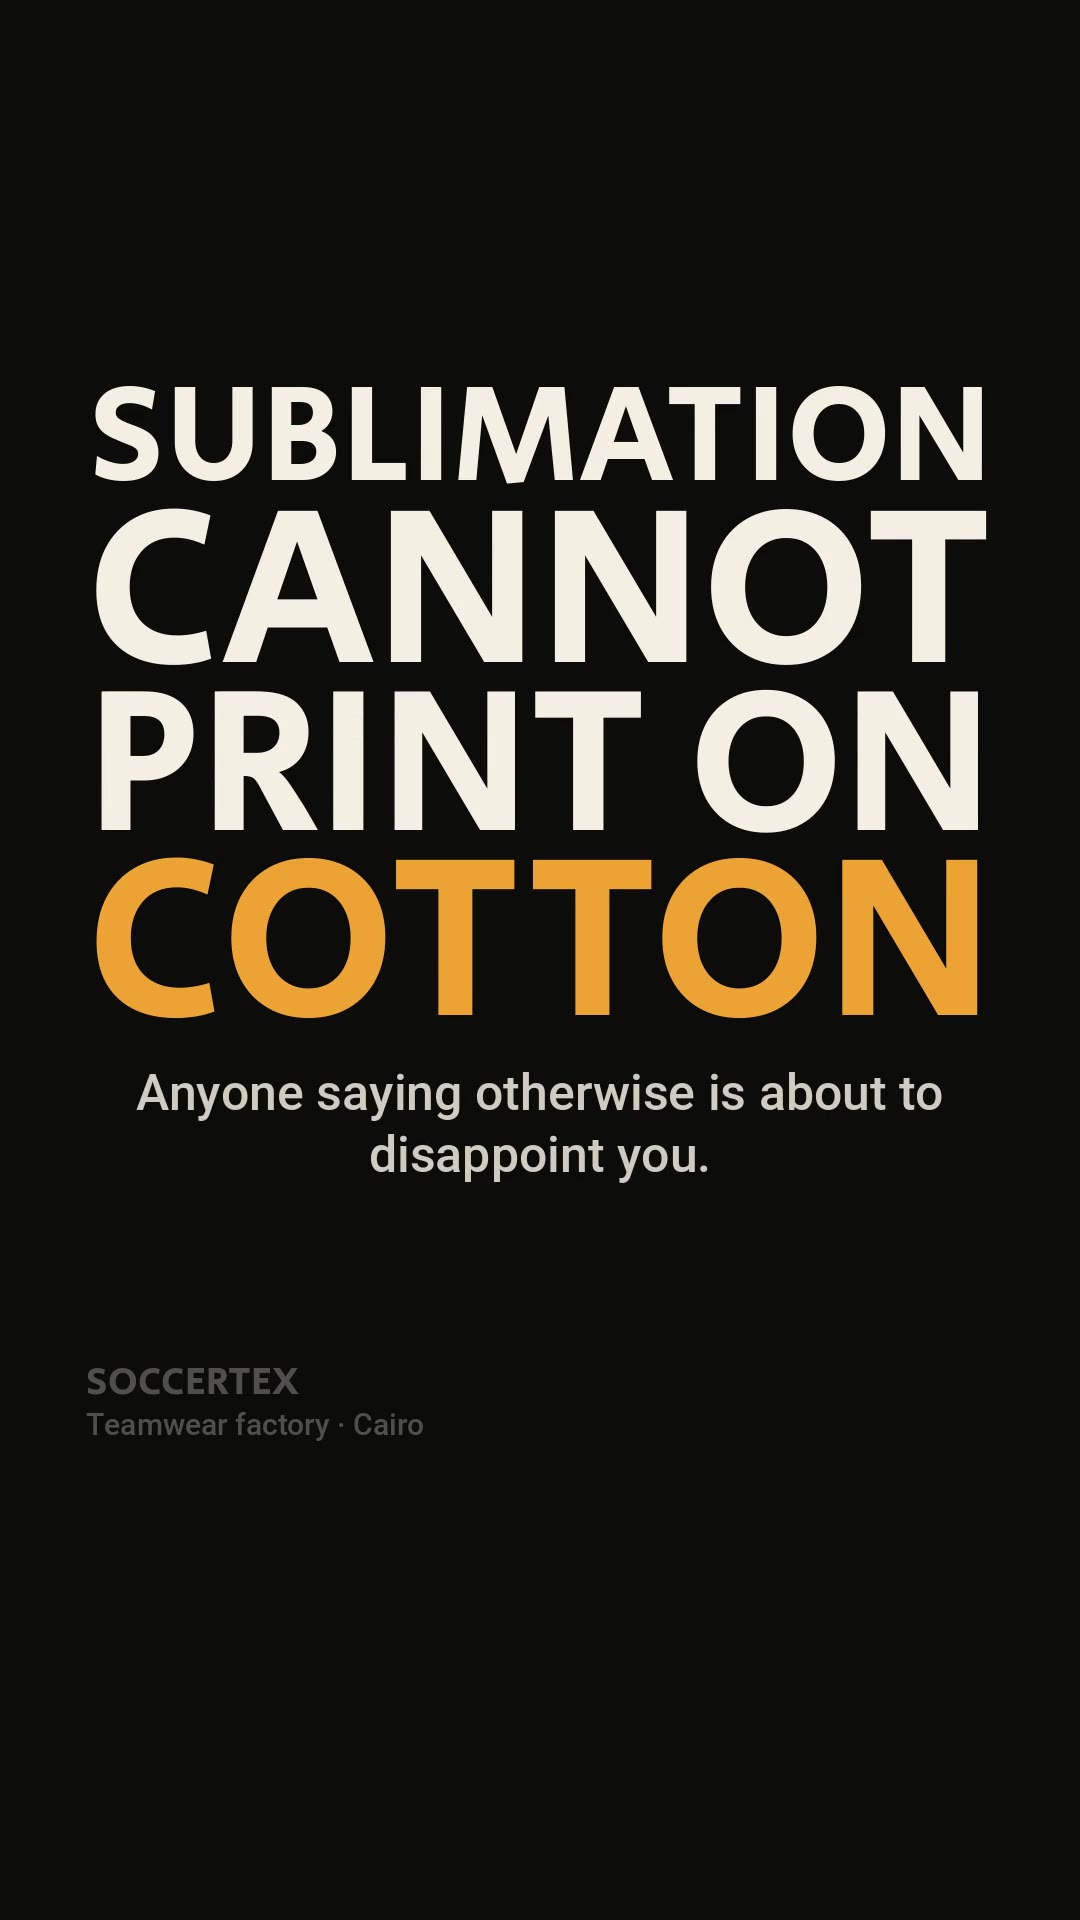 SUBLIMATION
CANNOT
PRINT ON
COTTON
Anyone saying otherwise is about to
disappoint you.
SOCCERTEX
Teamwear factory · Cairo